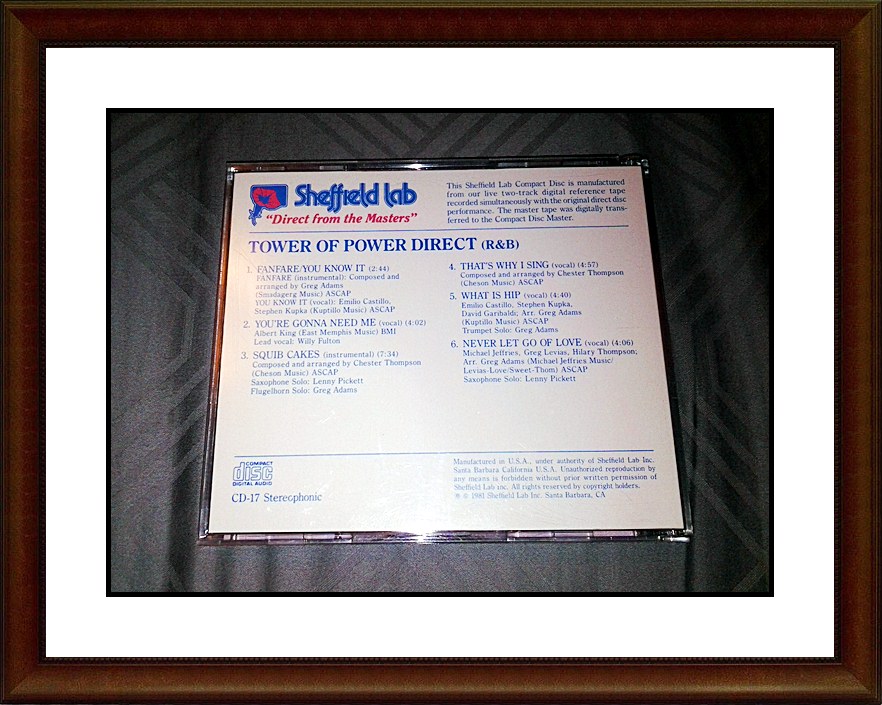 Sheffield Lab
"Direct from the Masters"
This Sheffield Lab Compact Disc is manufactured
from our live two-track digital reference tape
recorded simultaneously with the original direct disc
performance. The master tape was digitally trans-
ferred to the Compact Disc Master.
TOWER OF POWER DIRECT (R&B)
1. FANFARE/YOU KNOW IT (2:44)
FANFARE (instrumental): Composed and
arranged by Greg Adams
(Smadagerg Music) ASCAP
YOU KNOW IT (vocal): Emilio Castillo,
Stephen Kupka (Kuptillo Music) ASCAP
2. YOU'RE GONNA NEED ME (vocal) (4:02)
Albert King (East Memphis Music) BMI
Lead vocal: Willy Fulton
3. SQUIB CAKES (instrumental) (7:34)
Composed and arranged by Chester Thompson
(Cheson Music) ASCAP
Saxophone Solo: Lenny Pickett
Flugelhorn Solo: Greg Adams
4. THAT'S WHY I SING (vocal) (4:57)
Composed and arranged by Chester Thompson
(Cheson Music) ASCAP
5. WHAT IS HIP (vocal) (4:40)
Emilio Castillo, Stephen Kupka,
David Garibaldi; Arr. Greg Adams
(Kuptillo Music) ASCAP
Trumpet Solo: Greg Adams
6. NEVER LET GO OF LOVE (vocal) (4:06)
Michael Jeffries, Greg Levias, Hilary Thompson;
Arr. Greg Adams (Michael Jeffries Music/
Levias-Love/Sweet-Thom) ASCAP
Saxophone Solo: Lenny Pickett
COMPACT
disc
DIGITAL AUDIO
CD-17 Stereophonic
Manufactured in U.S.A., under authority of Sheffield Lab Inc.
Santa Barbara California U.S.A. Unauthorized reproduction by
any means is forbidden without prior written permission of
Sheffield Lab Inc. All rights reserved by copyright holders.
℗ © 1981 Sheffield Lab Inc. Santa Barbara, CA